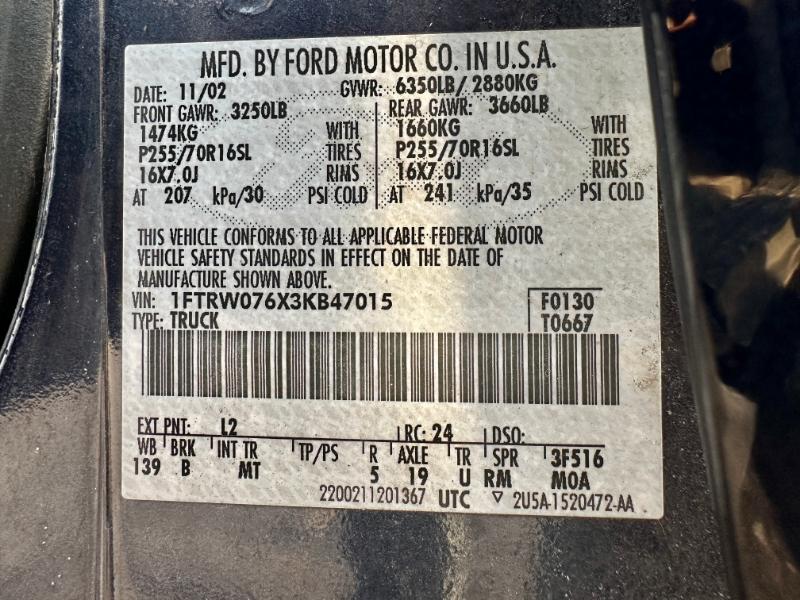 MFD. BY FORD MOTOR CO. IN U.S.A.
DATE: 11/02 GVWR: 6350LB/ 2880KG
FRONT GAWR: 3250LB REAR GAWR: 3660LB
1474KG WITH 1660KG WITH
P255/70R16SL TIRES P255/70R16SL TIRES
16X7.0J RIMS 16X7.0J RIMS
AT 207 kPa/30 PSI COLD AT 241 kPa/35 PSI COLD
THIS VEHICLE CONFORMS TO ALL APPLICABLE FEDERAL MOTOR
VEHICLE SAFETY STANDARDS IN EFFECT ON THE DATE OF
MANUFACTURE SHOWN ABOVE.
VIN: 1FTRW076X3KB47015 F0130
TYPE: TRUCK T0667
EXT PNT: L2 RC: 24 DSO:
WB BRK INT TR TP/PS R AXLE TR SPR 3F516
139 B MT 5 19 U RM MOA
2200211201367 UTC ▽ 2U5A-1520472-AA